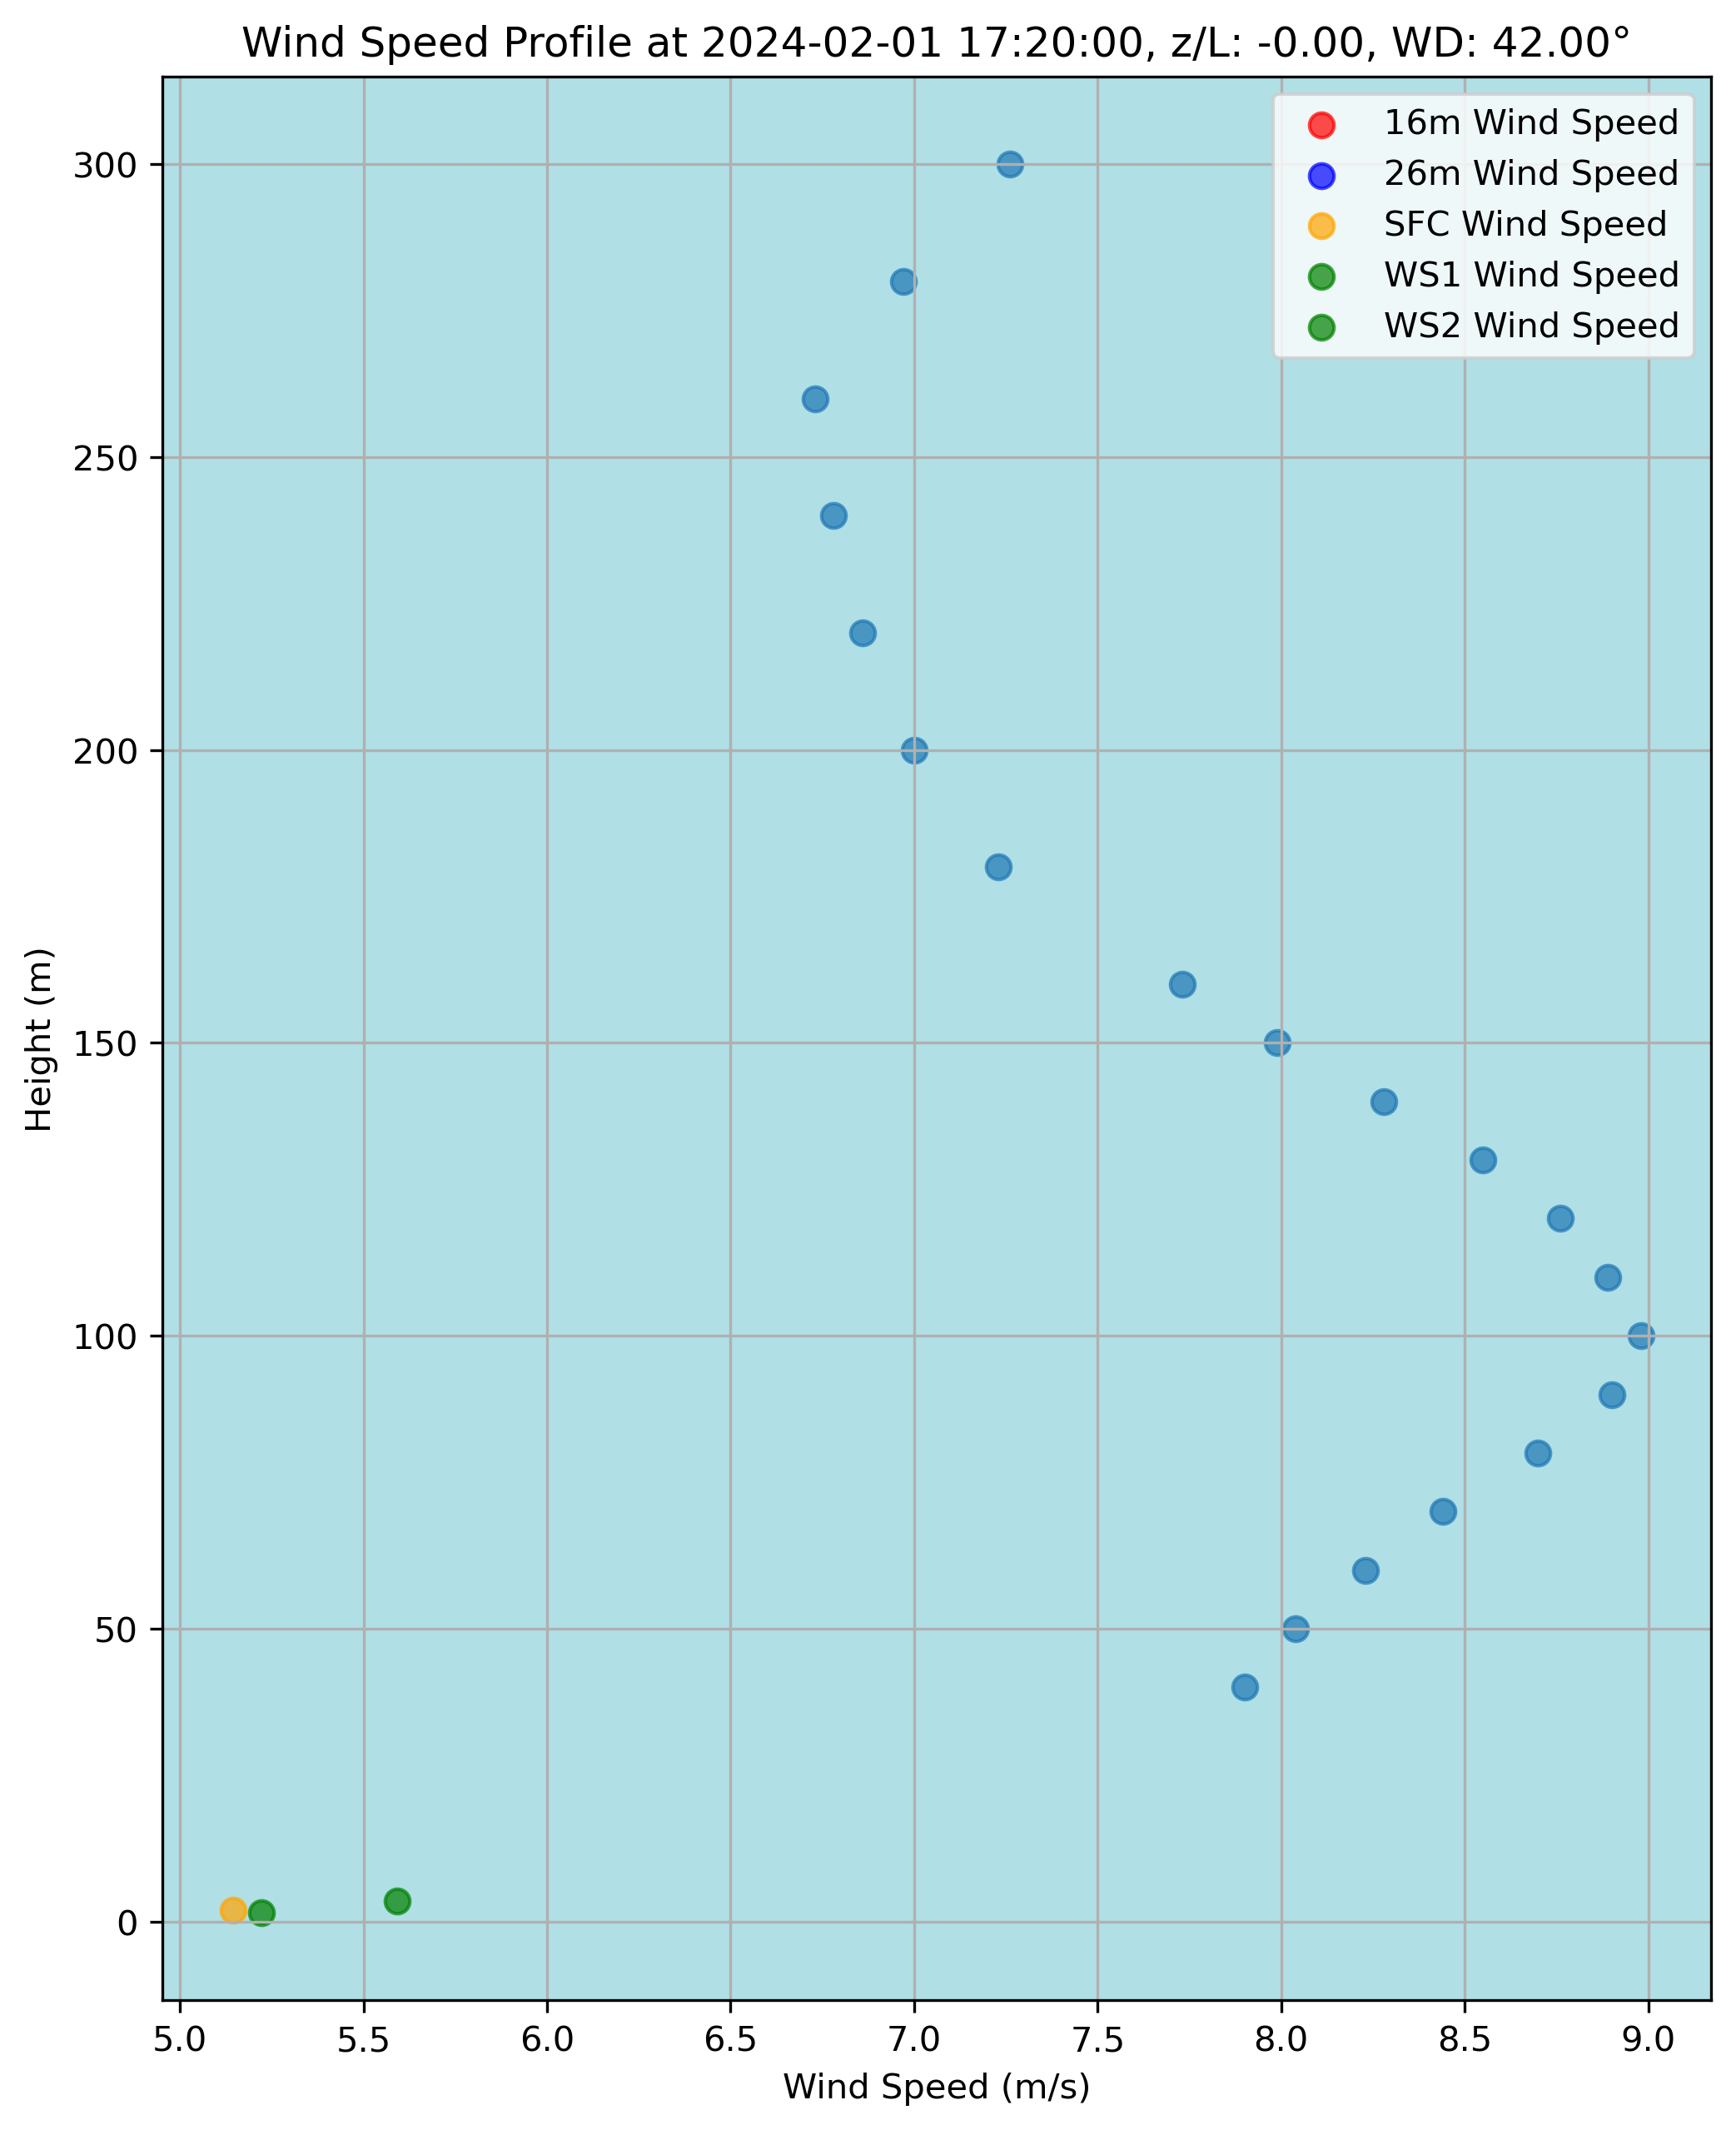 Wind Speed Profile at 2024-02-01 17:20:00, z/L: -0.00, WD: 42.00°
16m Wind Speed
26m Wind Speed
SFC Wind Speed
WS1 Wind Speed
WS2 Wind Speed
300
250
200
150
100
50
0
Height (m)
5.0 5.5 6.0 6.5 7.0 7.5 8.0 8.5 9.0
Wind Speed (m/s)